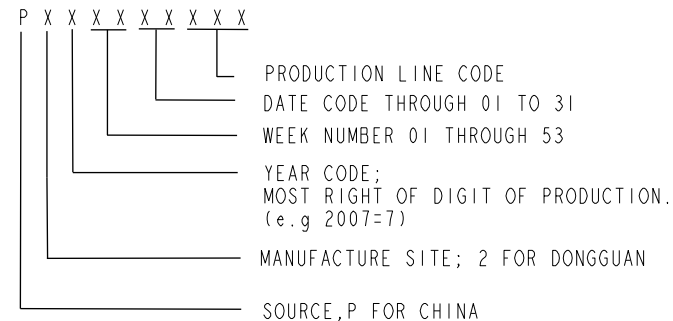 P X X X X X X X X X
PRODUCTION LINE CODE
DATE CODE THROUGH 01 TO 31
WEEK NUMBER 01 THROUGH 53
YEAR CODE;
MOST RIGHT OF DIGIT OF PRODUCTION.
(e.g 2007=7)
MANUFACTURE SITE; 2 FOR DONGGUAN
SOURCE,P FOR CHINA